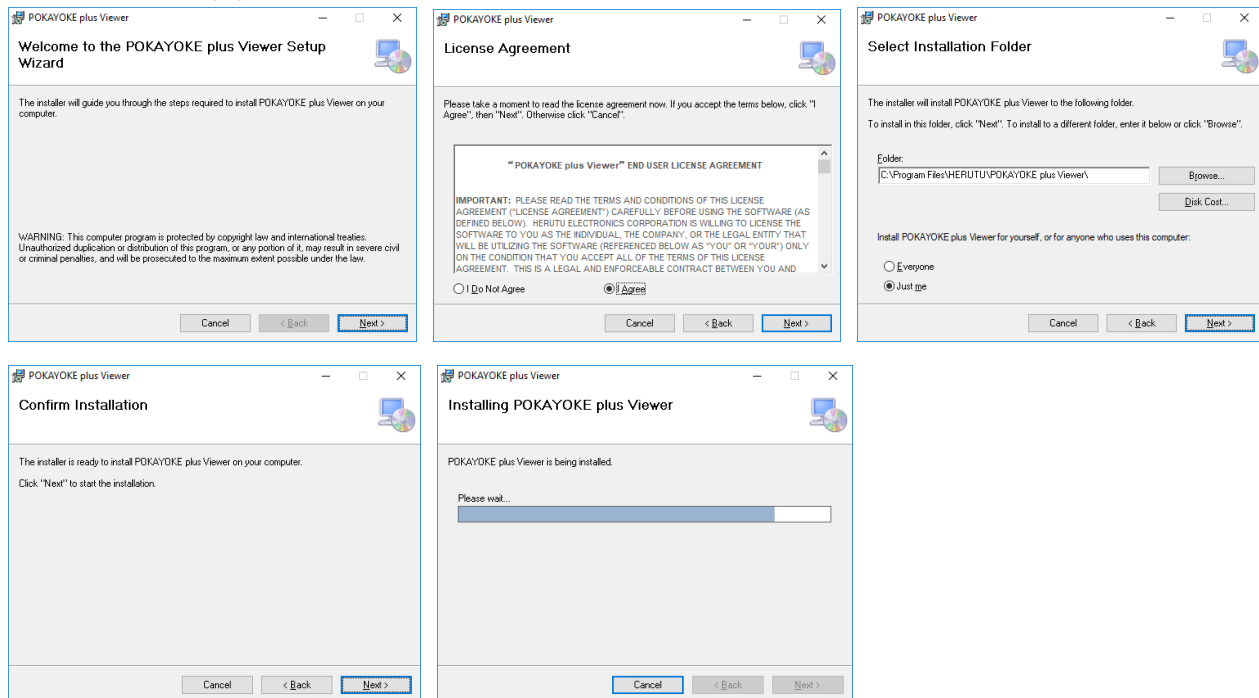 POKAYOKE plus Viewer
Welcome to the POKAYOKE plus Viewer Setup
Wizard
The installer will guide you through the steps required to install POKAYOKE plus Viewer on your
computer.
WARNING: This computer program is protected by copyright law and international treaties.
Unauthorized duplication or distribution of this program, or any portion of it, may result in severe civil
or criminal penalties, and will be prosecuted to the maximum extent possible under the law.
Cancel
< Back
Next >
POKAYOKE plus Viewer
License Agreement
Please take a moment to read the license agreement now. If you accept the terms below, click "I
Agree", then "Next". Otherwise click "Cancel".
“POKAYOKE plus Viewer” END USER LICENSE AGREEMENT
IMPORTANT: PLEASE READ THE TERMS AND CONDITIONS OF THIS LICENSE
AGREEMENT ("LICENSE AGREEMENT") CAREFULLY BEFORE USING THE SOFTWARE (AS
DEFINED BELOW). HERUTU ELECTRONICS CORPORATION IS WILLING TO LICENSE THE
SOFTWARE TO YOU AS THE INDIVIDUAL, THE COMPANY, OR THE LEGAL ENTITY THAT
WILL BE UTILIZING THE SOFTWARE (REFERENCED BELOW AS "YOU" OR "YOUR") ONLY
ON THE CONDITION THAT YOU ACCEPT ALL OF THE TERMS OF THIS LICENSE
AGREEMENT. THIS IS A LEGAL AND ENFORCEABLE CONTRACT BETWEEN YOU AND
I Do Not Agree
I Agree
Cancel
< Back
Next >
POKAYOKE plus Viewer
Select Installation Folder
The installer will install POKAYOKE plus Viewer to the following folder.
To install in this folder, click "Next". To install to a different folder, enter it below or click "Browse".
Folder:
C:\Program Files\HERUTU\POKAYOKE plus Viewer\
Browse...
Disk Cost...
Install POKAYOKE plus Viewer for yourself, or for anyone who uses this computer:
Everyone
Just me
Cancel
< Back
Next >
POKAYOKE plus Viewer
Confirm Installation
The installer is ready to install POKAYOKE plus Viewer on your computer.
Click "Next" to start the installation.
Cancel
< Back
Next >
POKAYOKE plus Viewer
Installing POKAYOKE plus Viewer
POKAYOKE plus Viewer is being installed.
Please wait...
Cancel
< Back
Next >